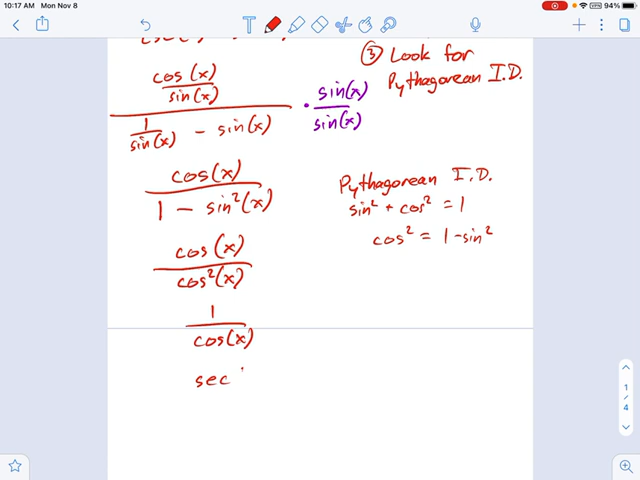 10:17 AM Mon Nov 8
VPN 94%
③ Look for
Pythagorean I.D.
cos(x)
sin(x)
1
sin(x) - sin(x)
· sin(x)
sin(x)
cos(x)
1 - sin²(x)
Pythagorean I.D.
sin² + cos² = 1
cos² = 1-sin²
cos(x)
cos²(x)
1
cos(x)
sec
1
/
4